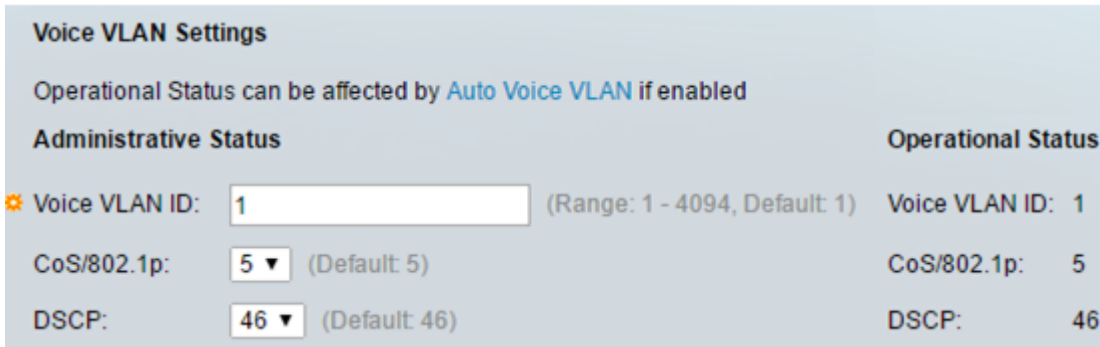 Voice VLAN Settings
Operational Status can be affected by Auto Voice VLAN if enabled
Administrative Status Operational Status
Voice VLAN ID: 1 (Range: 1 - 4094, Default: 1) Voice VLAN ID: 1
CoS/802.1p: 5 (Default: 5) CoS/802.1p: 5
DSCP: 46 (Default: 46) DSCP: 46